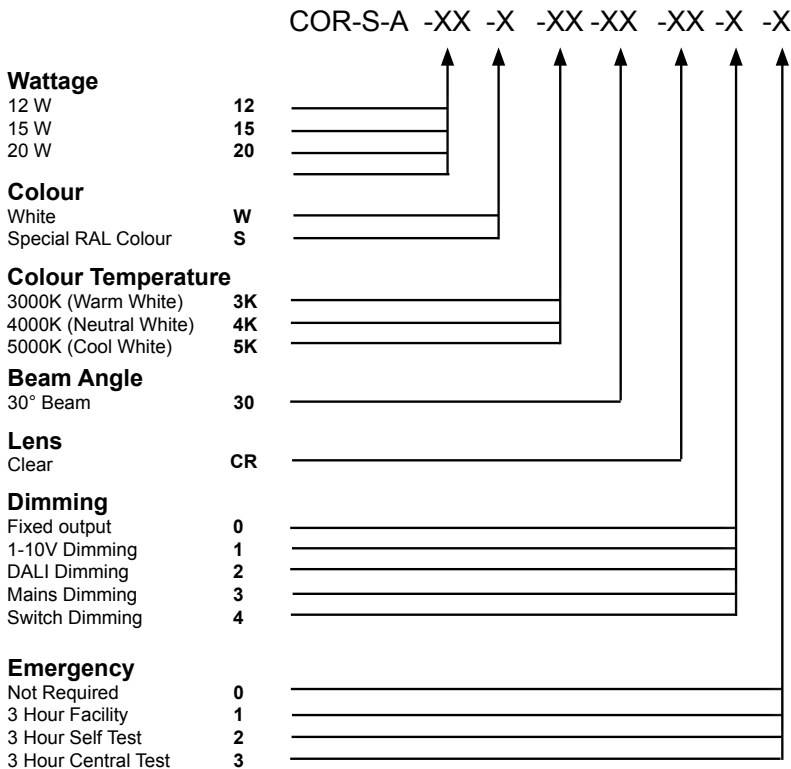 COR-S-A -XX -X -XX -XX -XX -X -X
Wattage
12 W 12
15 W 15
20 W 20
Colour
White W
Special RAL Colour S
Colour Temperature
3000K (Warm White) 3K
4000K (Neutral White) 4K
5000K (Cool White) 5K
Beam Angle
30° Beam 30
Lens
Clear CR
Dimming
Fixed output 0
1-10V Dimming 1
DALI Dimming 2
Mains Dimming 3
Switch Dimming 4
Emergency
Not Required 0
3 Hour Facility 1
3 Hour Self Test 2
3 Hour Central Test 3